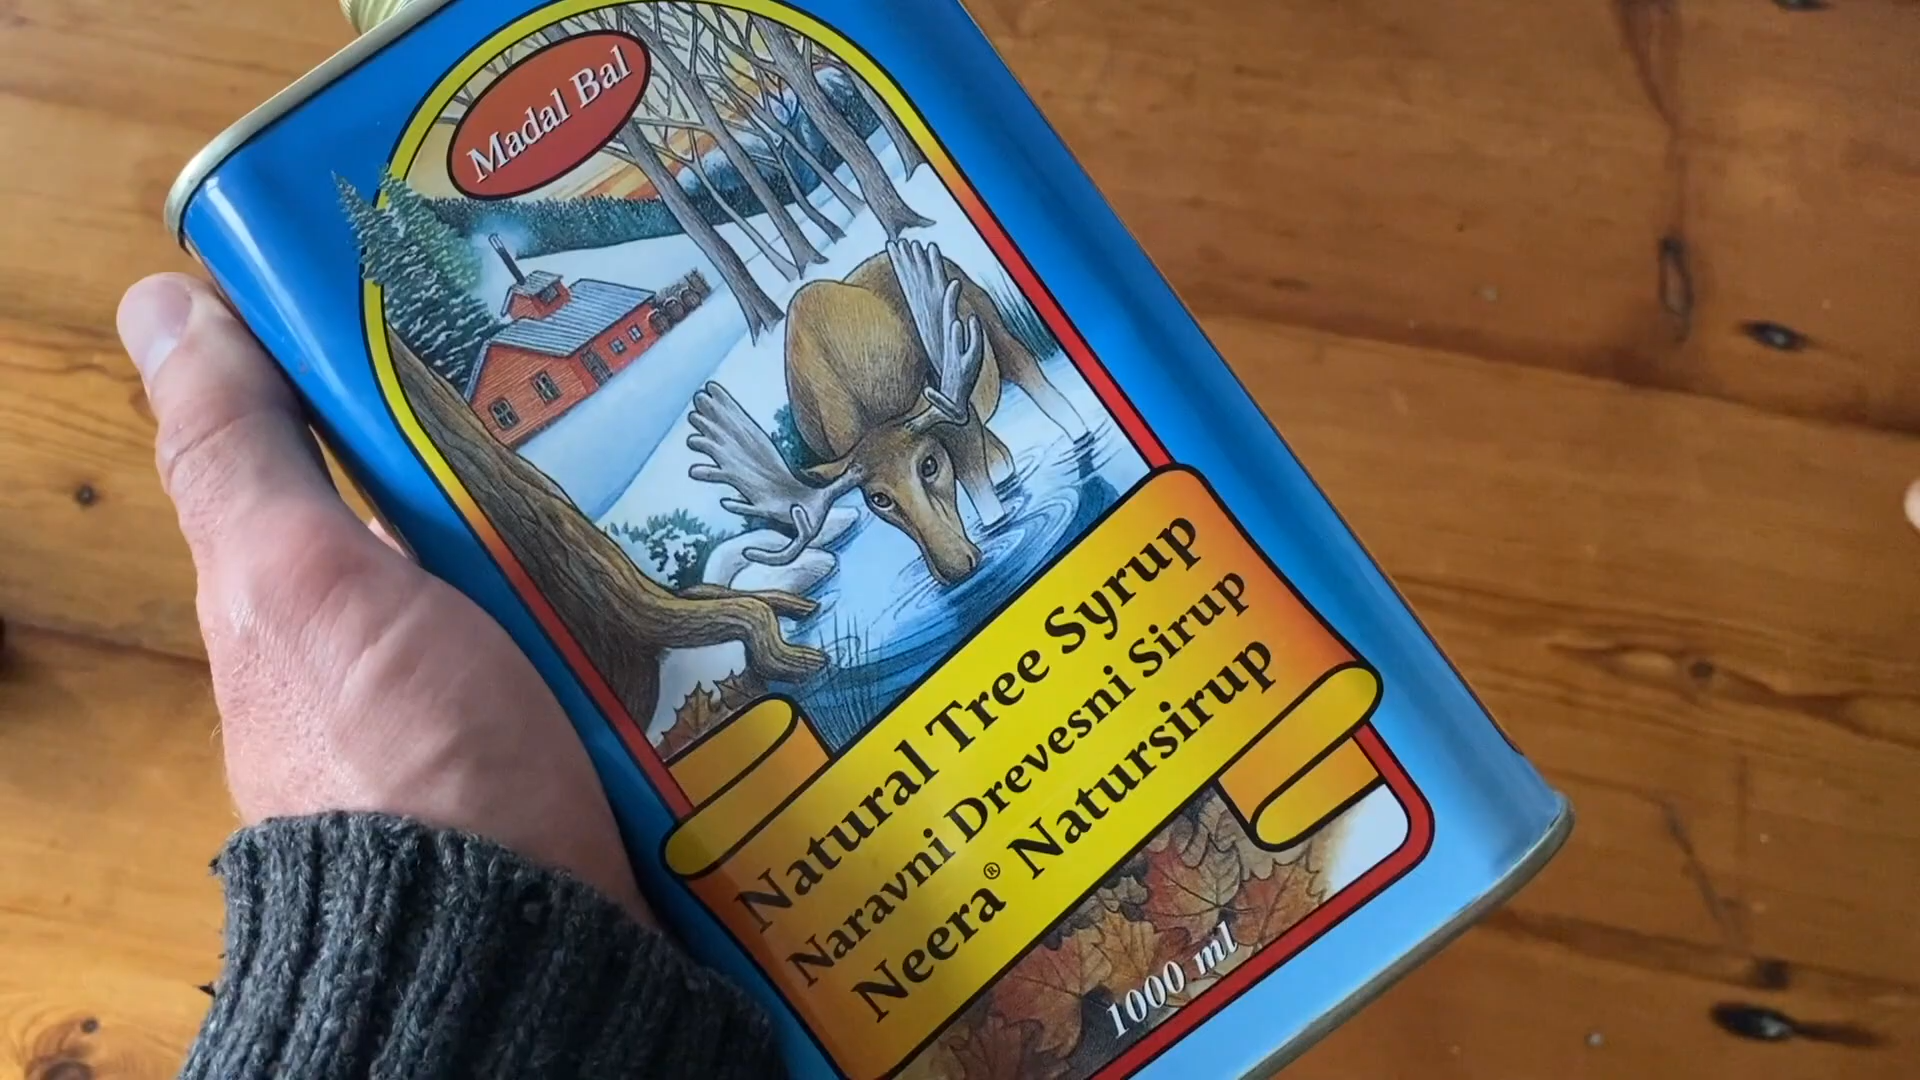 Madal Bal
Natural Tree Syrup
Naravni Drevesni Sirup
Neera® Natursirup
1000 ml